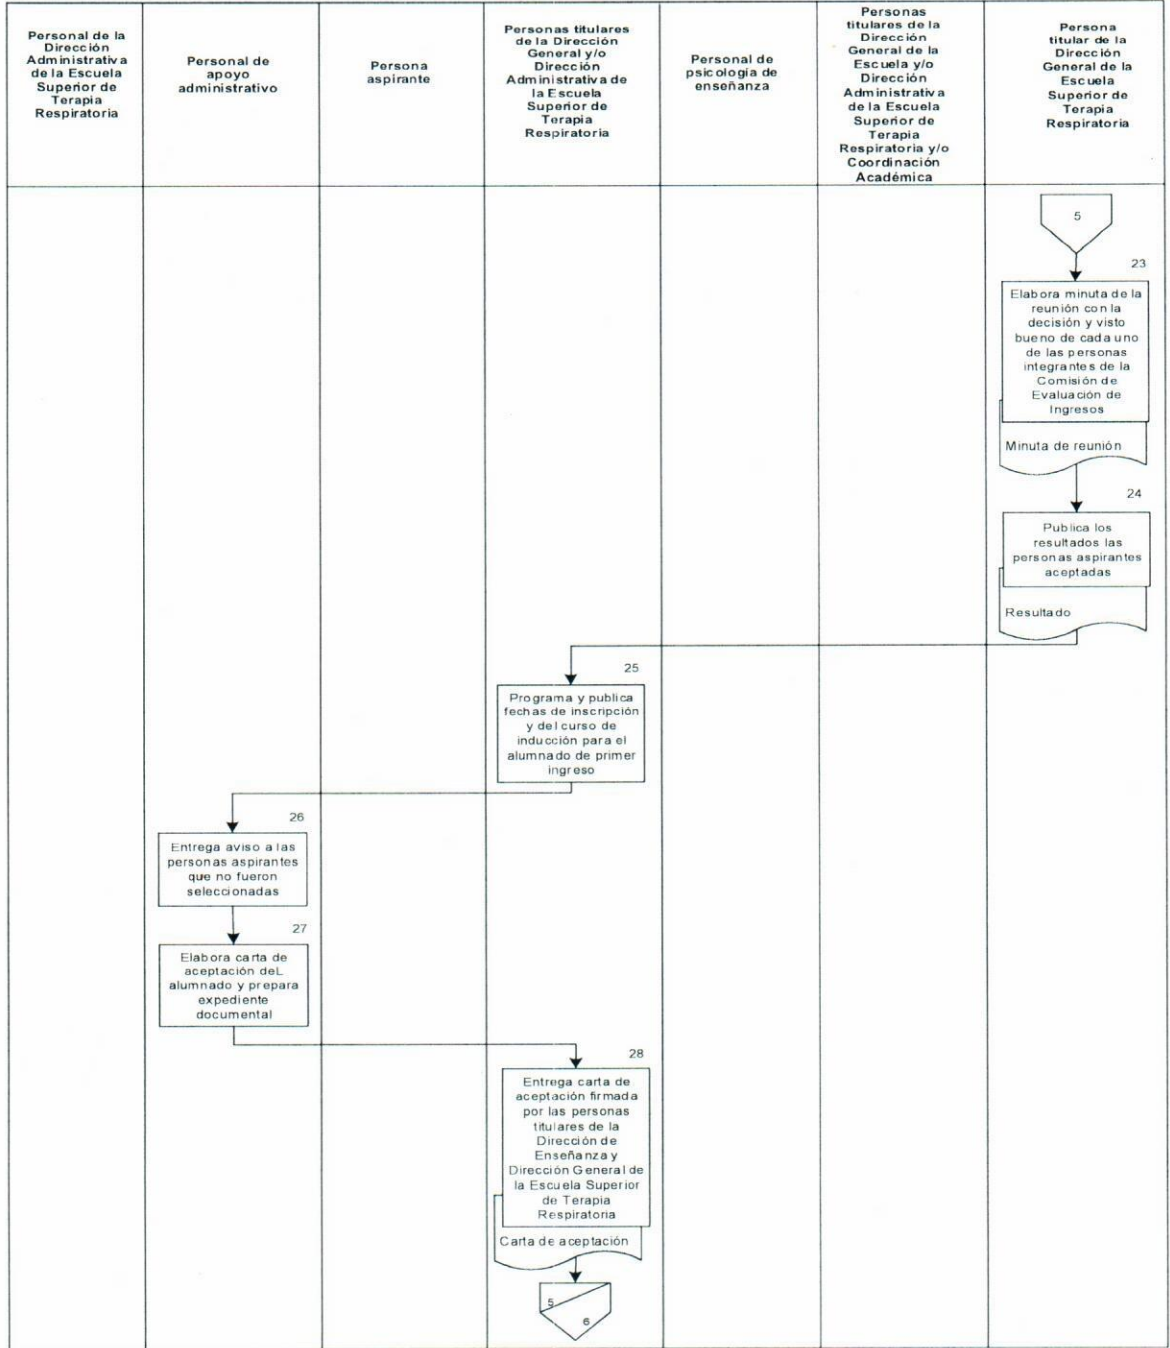 Personal de la
Dirección
Administrativa
de la Escuela
Superior de
Terapia
Respiratoria
Personal de
apoyo
administrativo
Persona
aspirante
Personas titulares
de la Dirección
General y/o
Dirección
Administrativa de
la Escuela
Superior de
Terapia
Respiratoria
Personal de
psicología de
enseñanza
Personas
titulares de la
Dirección
General de la
Escuela y/o
Dirección
Administrativa
de la Escuela
Superior de
Terapia
Respiratoria y/o
Coordinación
Académica
Persona
titular de la
Dirección
General de la
Escuela
Superior de
Terapia
Respiratoria
5
23
Elabora minuta de la
reunión con la
decisión y visto
bueno de cada uno
de las personas
integrantes de la
Comisión de
Evaluación de
Ingresos
Minuta de reunión
24
Publica los
resultados las
personas aspirantes
aceptadas
Resultado
25
Programa y publica
fechas de inscripción
y del curso de
inducción para el
alumnado de primer
ingreso
26
Entrega aviso a las
personas aspirantes
que no fueron
seleccionadas
27
Elabora carta de
aceptación deL
alumnado y prepara
expediente
documental
28
Entrega carta de
aceptación firmada
por las personas
titulares de la
Dirección de
Enseñanza y
Dirección General de
la Escuela Superior
de Terapia
Respiratoria
Carta de aceptación
5
6